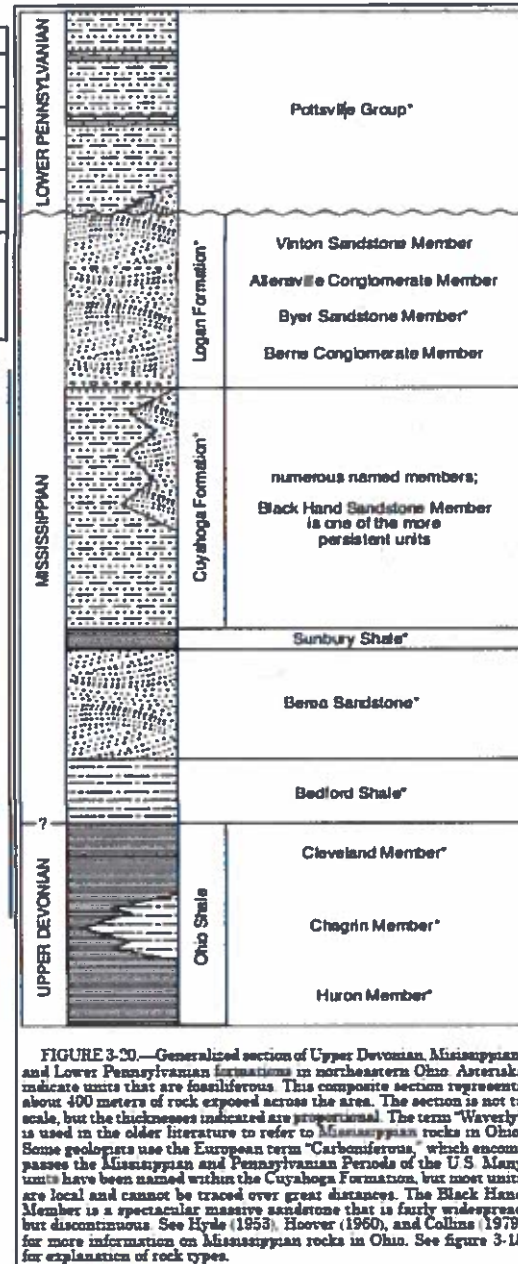 LOWER PENNSYLVANIAN
Pottsville Group*
Logan Formation*
Vinton Sandstone Member
Allensville Conglomerate Member
Byer Sandstone Member*
Berne Conglomerate Member
MISSISSIPPIAN
Cuyahoga Formation*
numerous named members;
Black Hand Sandstone Member
is one of the more
persistent units
Sunbury Shale*
Berea Sandstone*
Bedford Shale*
?
UPPER DEVONIAN
Ohio Shale
Cleveland Member*
Chagrin Member*
Huron Member*
FIGURE 3-20.—Generalized section of Upper Devonian, Mississippian
and Lower Pennsylvanian formations in northeastern Ohio. Asterisk
indicate units that are fossiliferous. This composite section represent
about 400 meters of rock exposed across the area. The section is not t
scale, but the thicknesses indicated are proportional. The term "Waverly
is used in the older literature to refer to Mississippian rocks in Ohio
Some geologists use the European term "Carboniferous," which encom
passes the Mississippian and Pennsylvanian Periods of the U.S. Many
units have been named within the Cuyahoga Formation, but most unit
are local and cannot be traced over great distances. The Black Hand
Member is a spectacular massive sandstone that is fairly widespread
but discontinuous. See Hyde (1953), Hoover (1960), and Collins (1979)
for more information on Mississippian rocks in Ohio. See figure 3-18
for explanation of rock types.